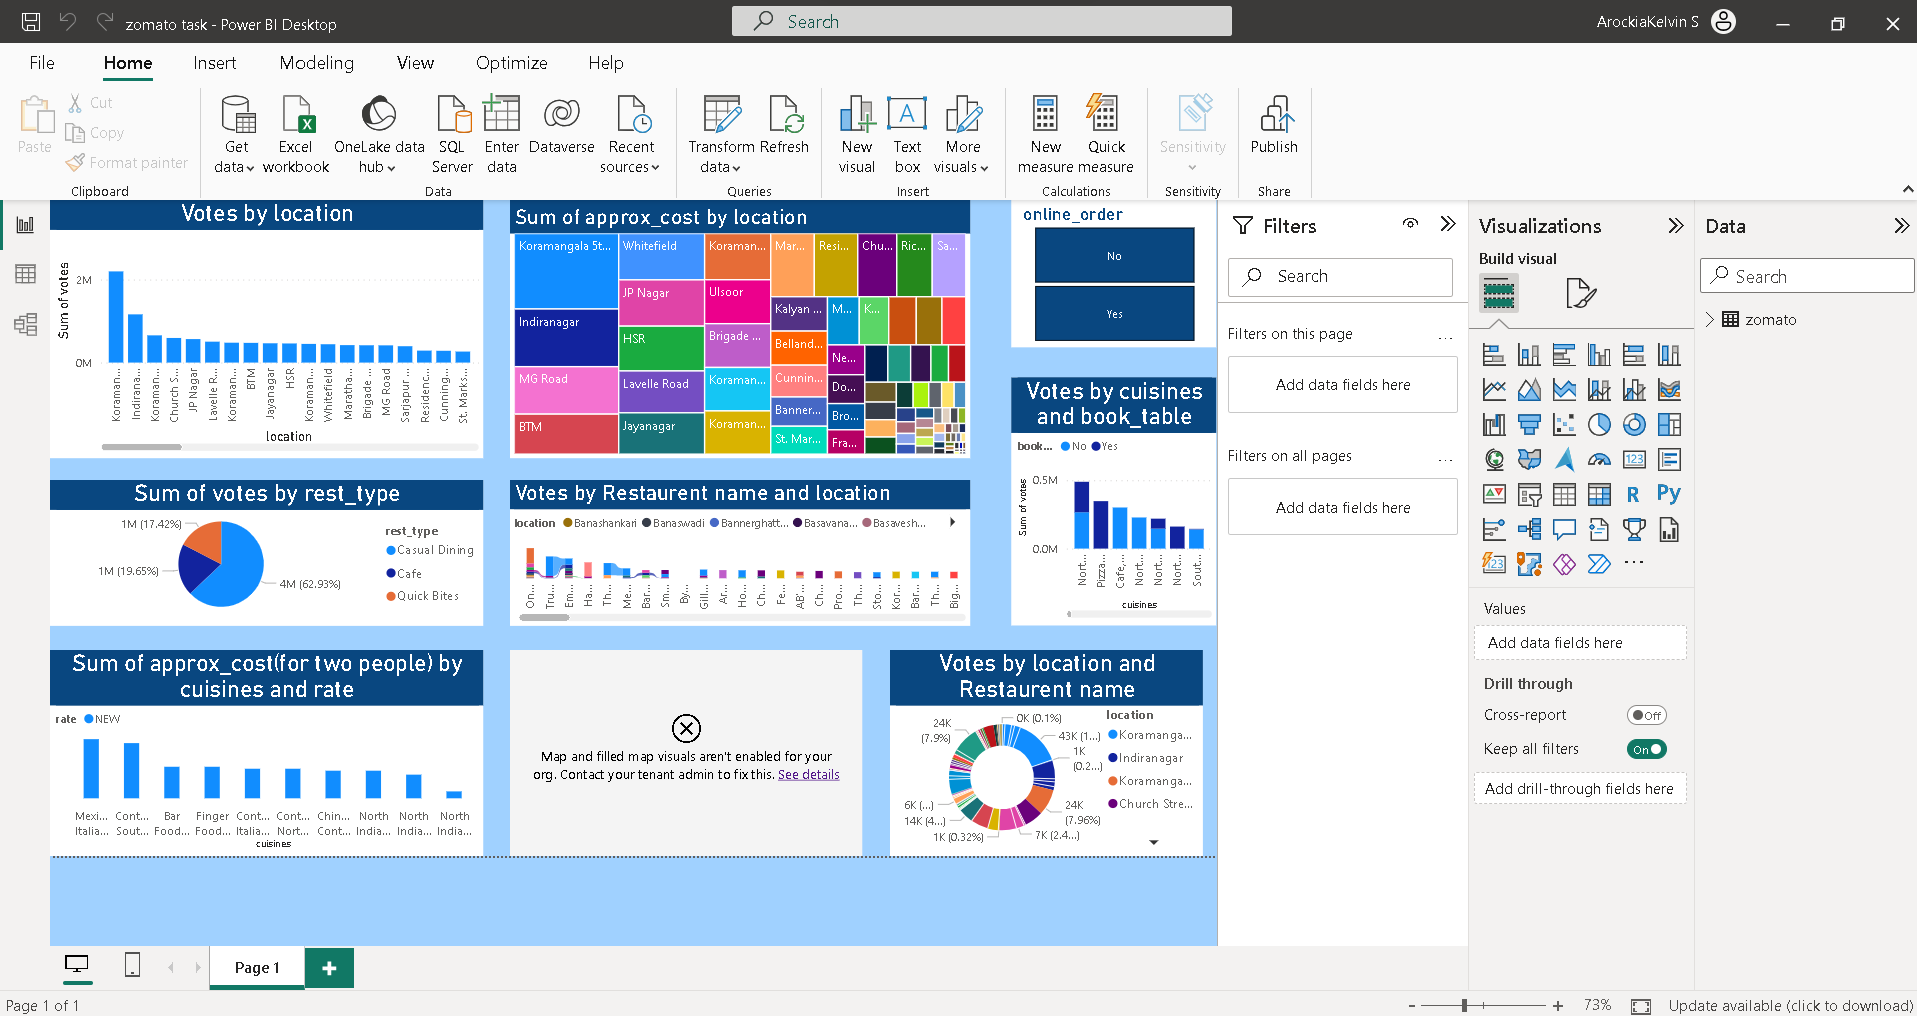 zomato task - Power BI Desktop
Search
ArockiaKelvin S
File Home Insert Modeling View Optimize Help
Paste
Cut
Copy
Format painter
Clipboard
Get data
Excel workbook
OneLake data hub
SQL Server
Enter data
Dataverse
Recent sources
Data
Transform data
Refresh
Queries
New visual
Text box
More visuals
Insert
New measure
Quick measure
Calculations
Sensitivity
Sensitivity
Publish
Share
Votes by location
Sum of votes
2M
0M
Koraman...
Indirana...
Koraman...
Church S...
JP Nagar
Lavelle R...
Koraman...
BTM
Jayanagar
HSR
Koraman...
Whitefield
Maratha...
Brigade ...
MG Road
Sarjapur ...
Residenc...
Cunning...
St. Marks...
location
Sum of approx_cost by location
Koramangala 5t...
Indiranagar
MG Road
BTM
Whitefield
JP Nagar
HSR
Lavelle Road
Jayanagar
Koraman...
Ulsoor
Brigade ...
Koraman...
Koraman...
Mar...
Resi...
Chu...
Ric...
Sa...
Kalyan ...
Belland...
Cunnin...
Banner...
St. Mar...
M...
K...
Ne...
Do...
Bro...
Fra...
online_order
No
Yes
Votes by cuisines
and book_table
book... No Yes
Sum of votes
0.5M
0.0M
Nort...
Pizza...
Cafe,...
Nort...
Nort...
Nort...
Sout...
cuisines
Sum of votes by rest_type
1M (17.42%)
1M (19.65%)
4M (62.93%)
rest_type
Casual Dining
Cafe
Quick Bites
Votes by Restaurent name and location
location Banashankari Banaswadi Bannerghatt... Basavana... Basavesh...
On...
Tru...
Em...
Ha...
Th...
Me...
Bar...
Sm...
By...
Gill...
Ar...
Ho...
Ch...
Fe...
AB'...
Ch...
Pro...
Th...
Sto...
Kor...
Bar...
Th...
Big...
Sum of approx_cost(for two people) by
cuisines and rate
rate NEW
Mexi... Cont... Bar Finger Cont... Cont... Chin... North North North
Italia... Sout... Food... Food... Italia... Nort... Cont... India... India... India...
cuisines
Map and filled map visuals aren't enabled for your
org. Contact your tenant admin to fix this. See details
Votes by location and
Restaurent name
24K
(7.9%)
0K (0.1%)
43K (1...)
1K
(0.2...)
24K
(7.96%)
7K (2.4...)
1K (0.32%)
14K (4...)
6K (...)
location
Koramanga...
Indiranagar
Koramanga...
Church Stre...
Filters
Search
Filters on this page
...
Add data fields here
Filters on all pages
...
Add data fields here
Visualizations
Build visual
123
R
Py
123
...
Values
Add data fields here
Drill through
Cross-report
Off
Keep all filters
On
Add drill-through fields here
Data
Search
zomato
Page 1
Page 1 of 1
- + 73%
Update available (click to download)